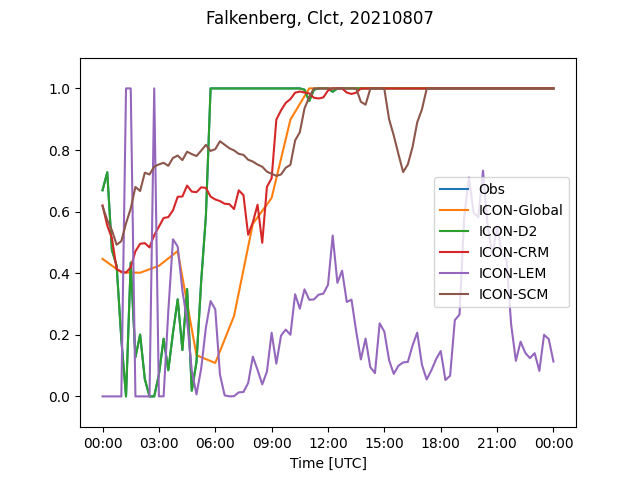 Falkenberg, Clct, 20210807
1.0
0.8
0.6
0.4
0.2
0.0
Obs
ICON-Global
ICON-D2
ICON-CRM
ICON-LEM
ICON-SCM
00:00 03:00 06:00 09:00 12:00 15:00 18:00 21:00 00:00
Time [UTC]